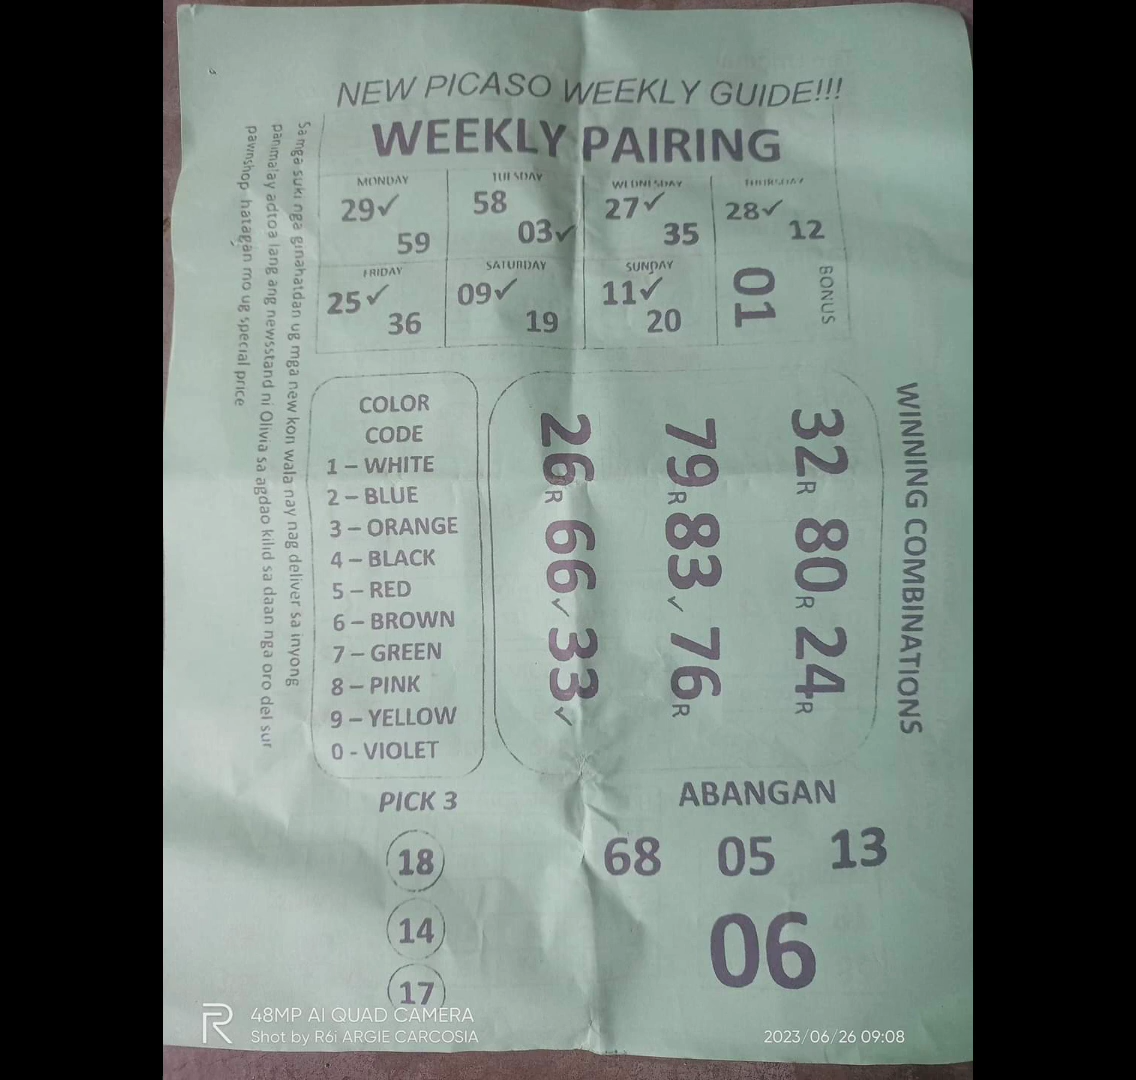 NEW PICASO WEEKLY GUIDE!!!
WEEKLY PAIRING
MONDAY
29✓
59
TUESDAY
58
03✓
WEDNESDAY
27✓
35
THURSDAY
28✓
12
FRIDAY
25✓
36
SATURDAY
09✓
19
SUNDAY
11✓
20
BONUS
01
Sa mga suki nga ginahatdan ug mga new kon wala nay nag deliver sa inyong
panimalay adtoa lang ang newsstand ni Olivia sa agdao kilid sa daan nga oro del sur
pawnshop hatagan mo ug special price
COLOR
CODE
1 – WHITE
2 – BLUE
3 – ORANGE
4 – BLACK
5 – RED
6 – BROWN
7 – GREEN
8 – PINK
9 – YELLOW
0 - VIOLET
WINNING COMBINATIONS
32R 80R 24R
79R 83✓ 76R
26R 66✓ 33✓
PICK 3
18
14
17
ABANGAN
68 05 13
06
48MP AI QUAD CAMERA
Shot by R6i ARGIE CARCOSIA
2023/06/26 09:08